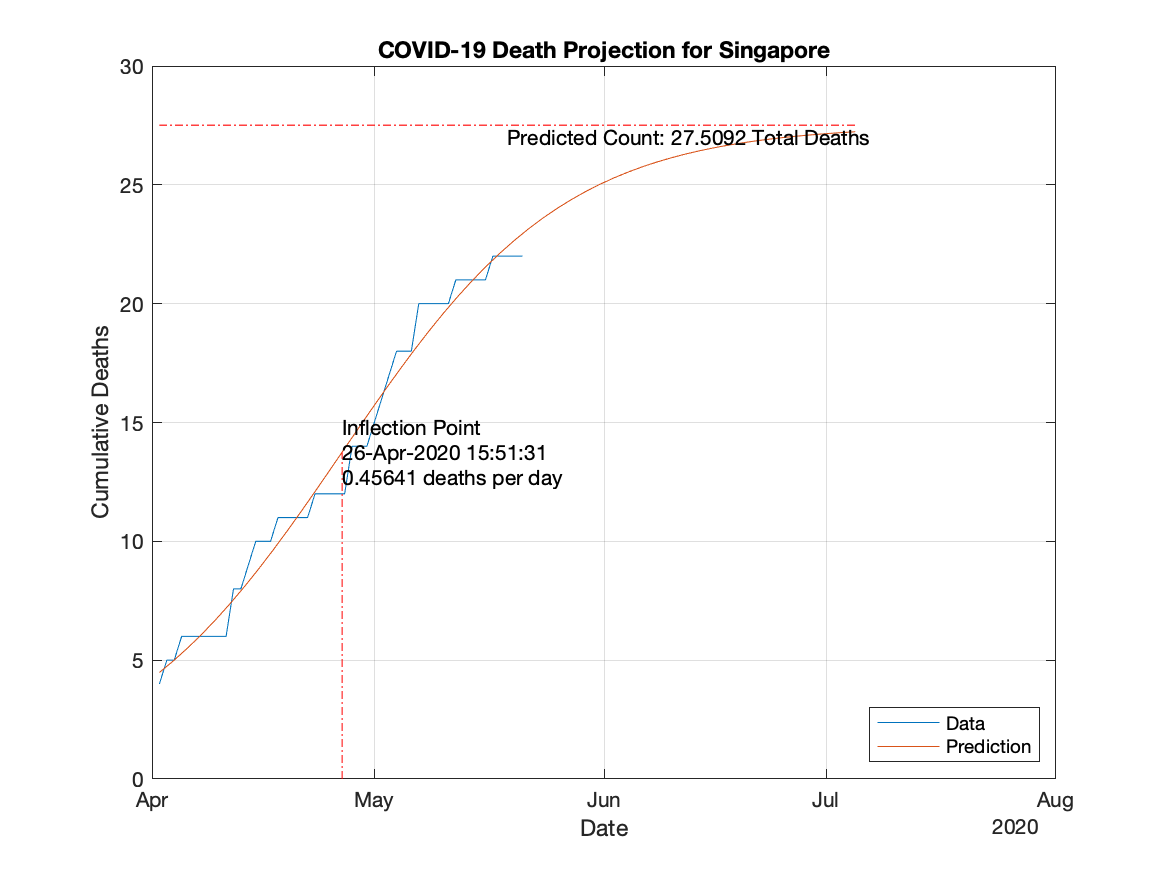 COVID-19 Death Projection for Singapore
30
25
20
15
10
5
0
Cumulative Deaths
Predicted Count: 27.5092 Total Deaths
Inflection Point
26-Apr-2020 15:51:31
0.45641 deaths per day
Data
Prediction
Apr May Jun Jul Aug
Date
2020